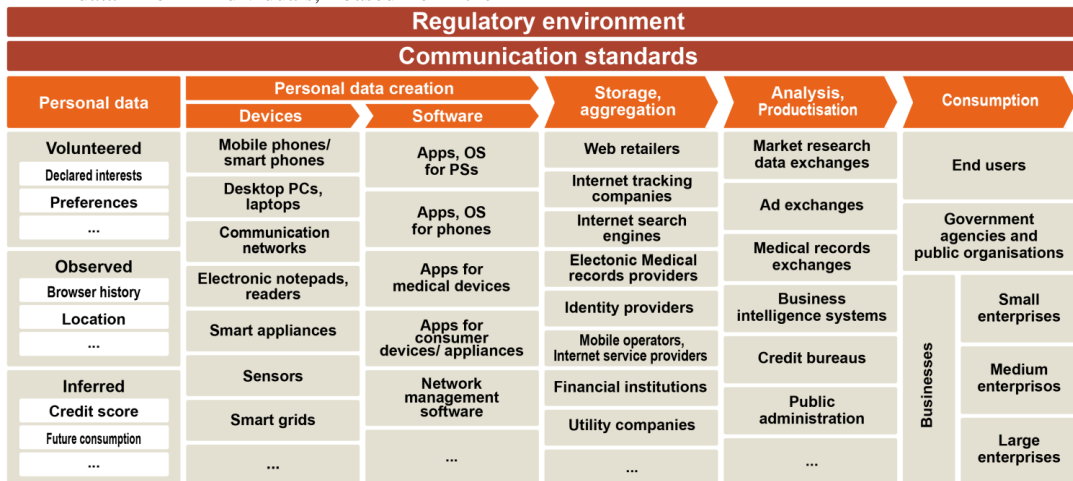 Regulatory environment
Communication standards
Personal data
Personal data creation
Devices
Software
Storage,
aggregation
Analysis,
Productisation
Consumption
Volunteered
Declared interests
Preferences
...
Observed
Browser history
Location
...
Inferred
Credit score
Future consumption
...
Mobile phones/
smart phones
Desktop PCs,
laptops
Communication
networks
Electronic notepads,
readers
Smart appliances
Sensors
Smart grids
...
Apps, OS
for PSs
Apps, OS
for phones
Apps for
medical devices
Apps for
consumer
devices/ appliances
Network
management
software
...
Web retailers
Internet tracking
companies
Internet search
engines
Electonic Medical
records providers
Identity providers
Mobile operators,
Internet service providers
Financial institutions
Utility companies
...
Market research
data exchanges
Ad exchanges
Medical records
exchanges
Business
intelligence systems
Credit bureaus
Public
administration
...
End users
Government
agencies and
public organisations
Businesses
Small
enterprises
Medium
enterprisos
Large
enterprises